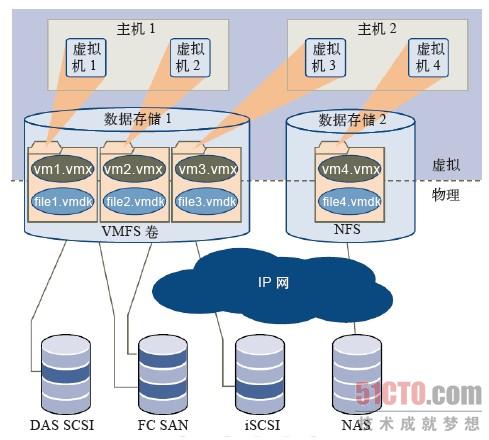 主机 1
主机 2
虚拟
机 1
虚拟
机 2
虚拟
机 3
虚拟
机 4
数据存储 1
数据存储 2
vm1.vmx
vm2.vmx
vm3.vmx
vm4.vmx
虚拟
物理
file1.vmdk
file2.vmdk
file3.vmdk
file4.vmdk
VMFS 卷
NFS
IP 网
DAS SCSI
FC SAN
iSCSI
NAS
51CTO.com
技术成就梦想